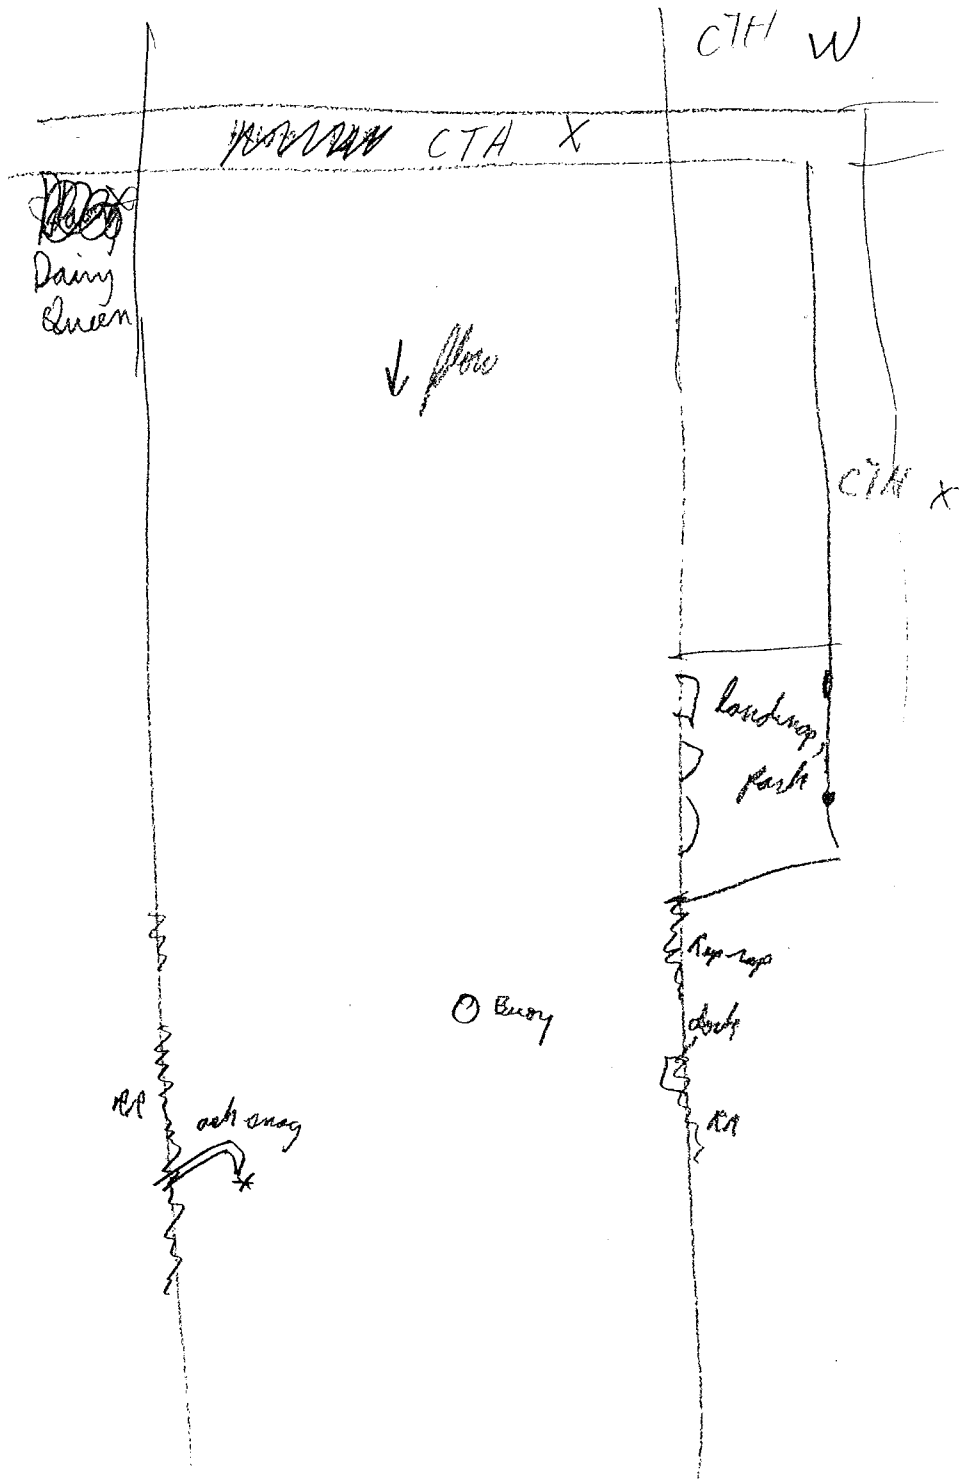 CTH W
CTH X
Dairy
Queen
↓ flow
CTH X
landing,
park
Rip-rap
Buoy
dock
RR
ash snag
RR